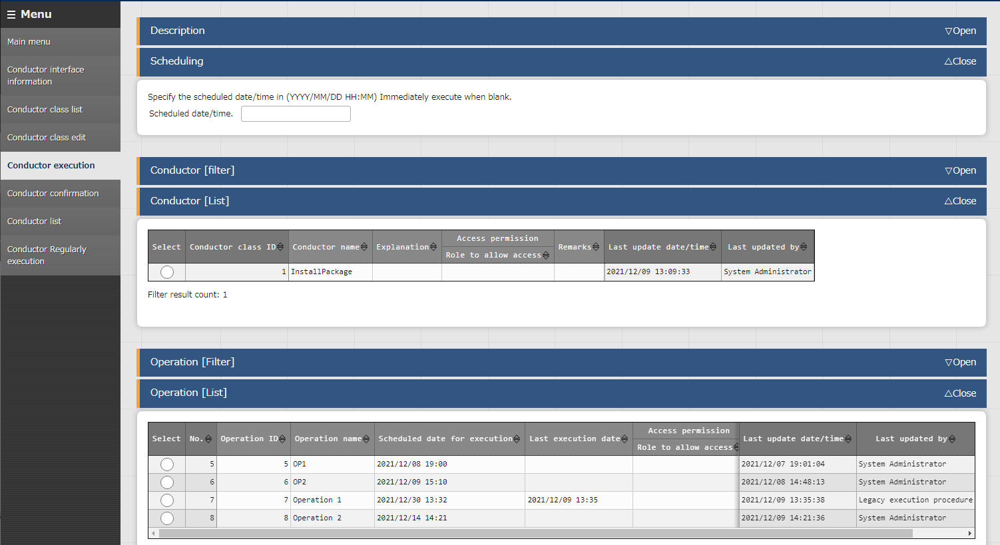 ☰ Menu
Main menu
Conductor interface
information
Conductor class list
Conductor class edit
Conductor execution
Conductor confirmation
Conductor list
Conductor Regularly
execution
Description ▽Open
Scheduling △Close
Specify the scheduled date/time in (YYYY/MM/DD HH:MM) Immediately execute when blank.
Scheduled date/time.
Conductor [filter] ▽Open
Conductor [List] △Close
Access permission
Select Conductor class ID Conductor name Explanation Role to allow access Remarks Last update date/time Last updated by
1 InstallPackage 2021/12/09 13:09:33 System Administrator
Filter result count: 1
Operation [Filter] ▽Open
Operation [List] △Close
Access permission
Select No. Operation ID Operation name Scheduled date for execution Last execution date Role to allow access Last update date/time Last updated by
5 5 OP1 2021/12/08 19:00 2021/12/07 19:01:04 System Administrator
6 6 OP2 2021/12/09 15:10 2021/12/08 14:48:13 System Administrator
7 7 Operation 1 2021/12/30 13:32 2021/12/09 13:35 2021/12/09 13:35:38 Legacy execution procedure
8 8 Operation 2 2021/12/14 14:21 2021/12/09 14:21:36 System Administrator